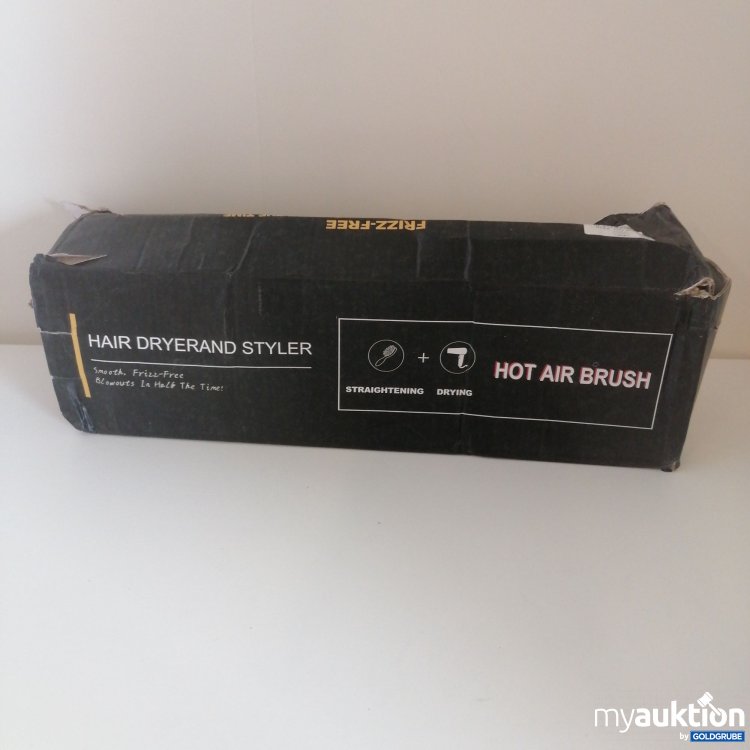 FRIZZ-FREE
HAIR DRYERAND STYLER
Smooth, Frizz-Free
Blowouts In Half The Time!
+
STRAIGHTENING DRYING
HOT AIR BRUSH
myauktion
by GOLDGRUBE